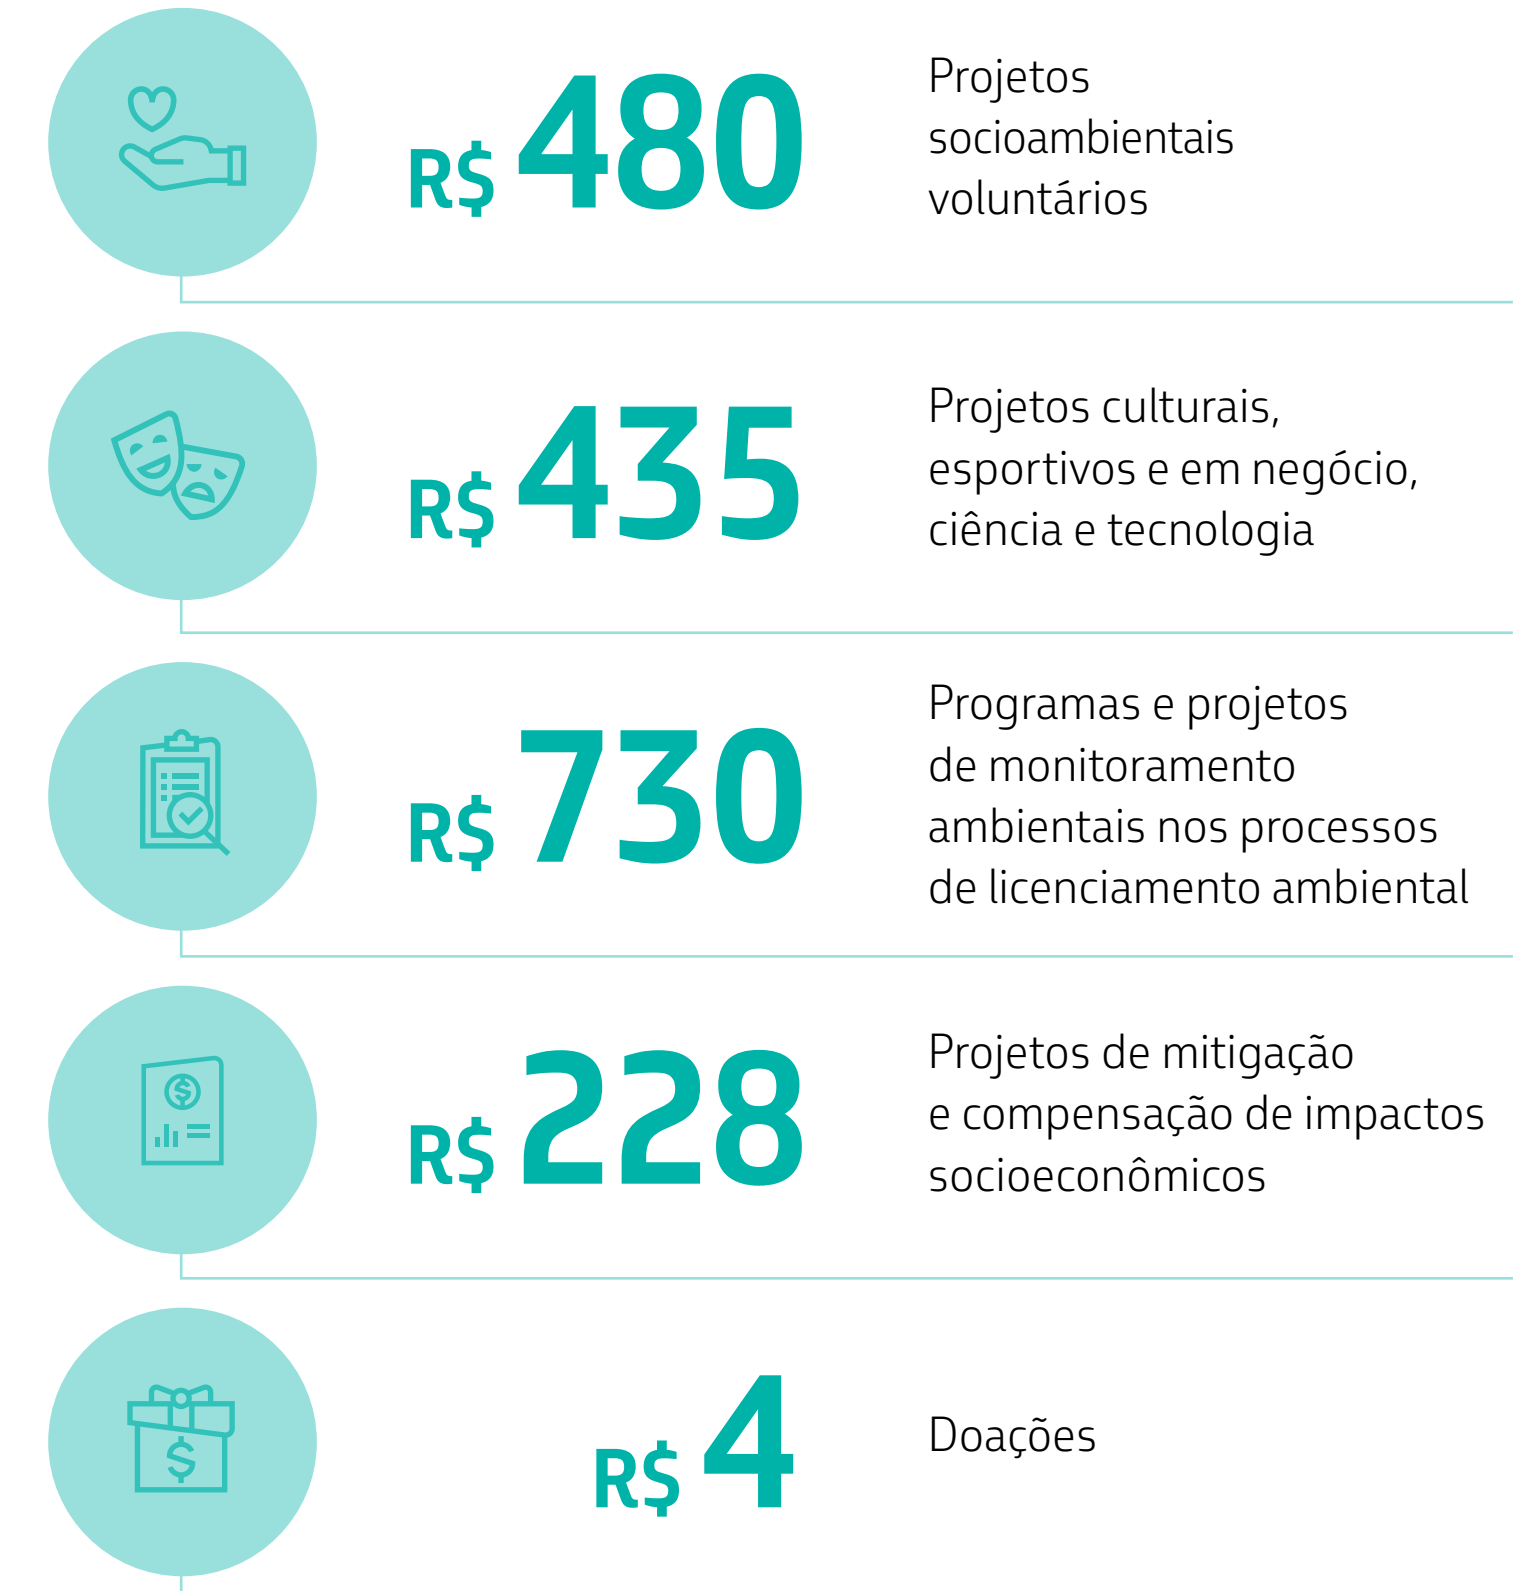 R$ 480
Projetos
socioambientais
voluntários
R$ 435
Projetos culturais,
esportivos e em negócio,
ciência e tecnologia
R$ 730
Programas e projetos
de monitoramento
ambientais nos processos
de licenciamento ambiental
R$ 228
Projetos de mitigação
e compensação de impactos
socioeconômicos
R$ 4
Doações